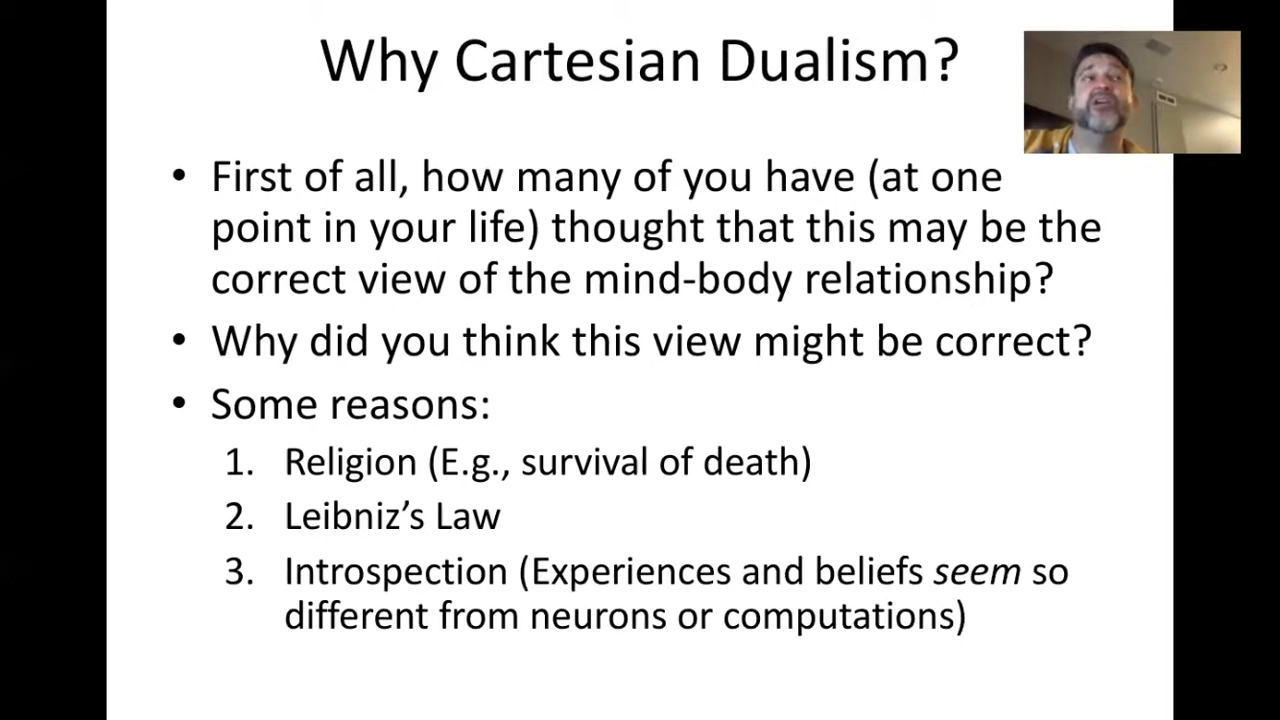 Why Cartesian Dualism?
• First of all, how many of you have (at one
point in your life) thought that this may be the
correct view of the mind-body relationship?
• Why did you think this view might be correct?
• Some reasons:
1. Religion (E.g., survival of death)
2. Leibniz’s Law
3. Introspection (Experiences and beliefs seem so
different from neurons or computations)